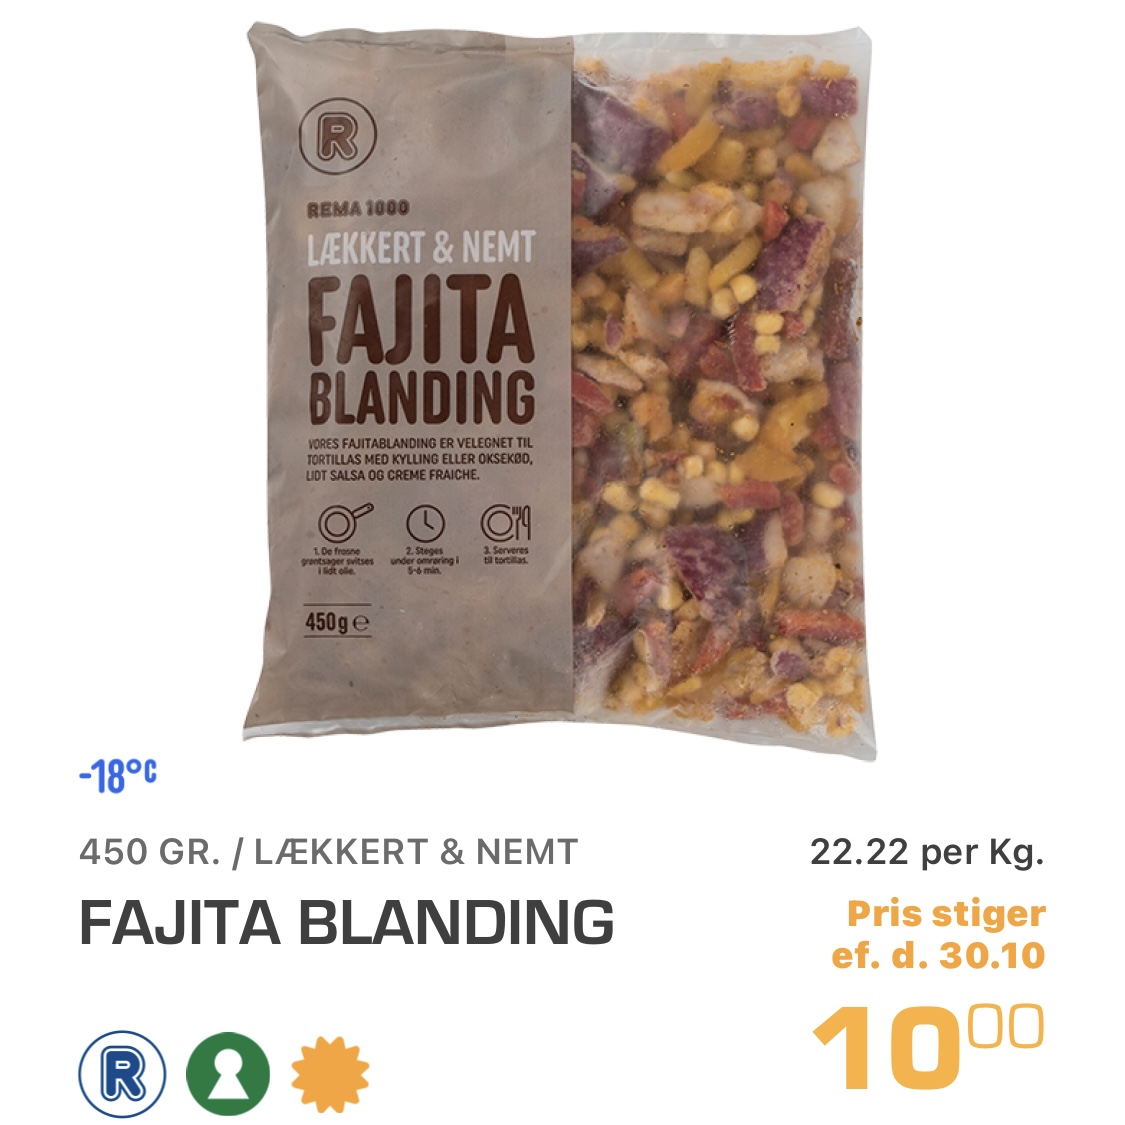 R
REMA 1000
LÆKKERT & NEMT
FAJITA
BLANDING
VORES FAJITABLANDING ER VELEGNET TIL
TORTILLAS MED KYLLING ELLER OKSEKØD,
LIDT SALSA OG CREME FRAICHE.
1. De frosne
grøntsager svitses
i lidt olie.
2. Steges
under omrøring i
5-6 min.
3. Serveres
til tortillas.
450g ℮
-18°C
450 GR. / LÆKKERT & NEMT
22.22 per Kg.
FAJITA BLANDING
Pris stiger
ef. d. 30.10
10 00
R